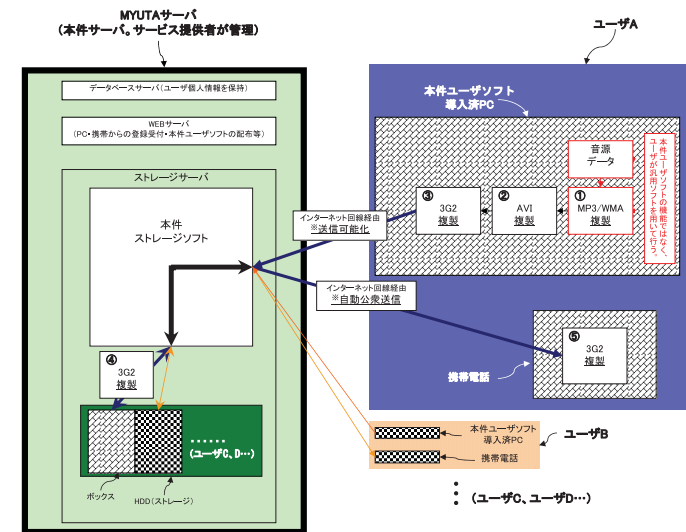 MYUTAサーバ
(本件サーバ。サービス提供者が管理)
データベースサーバ(ユーザ個人情報を保持)
WEBサーバ
(PC・携帯からの登録受付・本件ユーザソフトの配布等)
ストレージサーバ
本件
ストレージソフト
④
3G2
複製
……
(ユーザC、D…)
ボックス
HDD(ストレージ)
インターネット回線経由
※送信可能化
インターネット回線経由
※自動公衆送信
ユーザA
本件ユーザソフト
導入済PC
音源
データ
本件ユーザソフトの機能ではなく、
ユーザが汎用ソフトを用いて行う。
③
3G2
複製
②
AVI
複製
①
MP3/WMA
複製
⑤
3G2
複製
携帯電話
本件ユーザソフト
導入済PC
携帯電話
ユーザB
(ユーザC、ユーザD…)